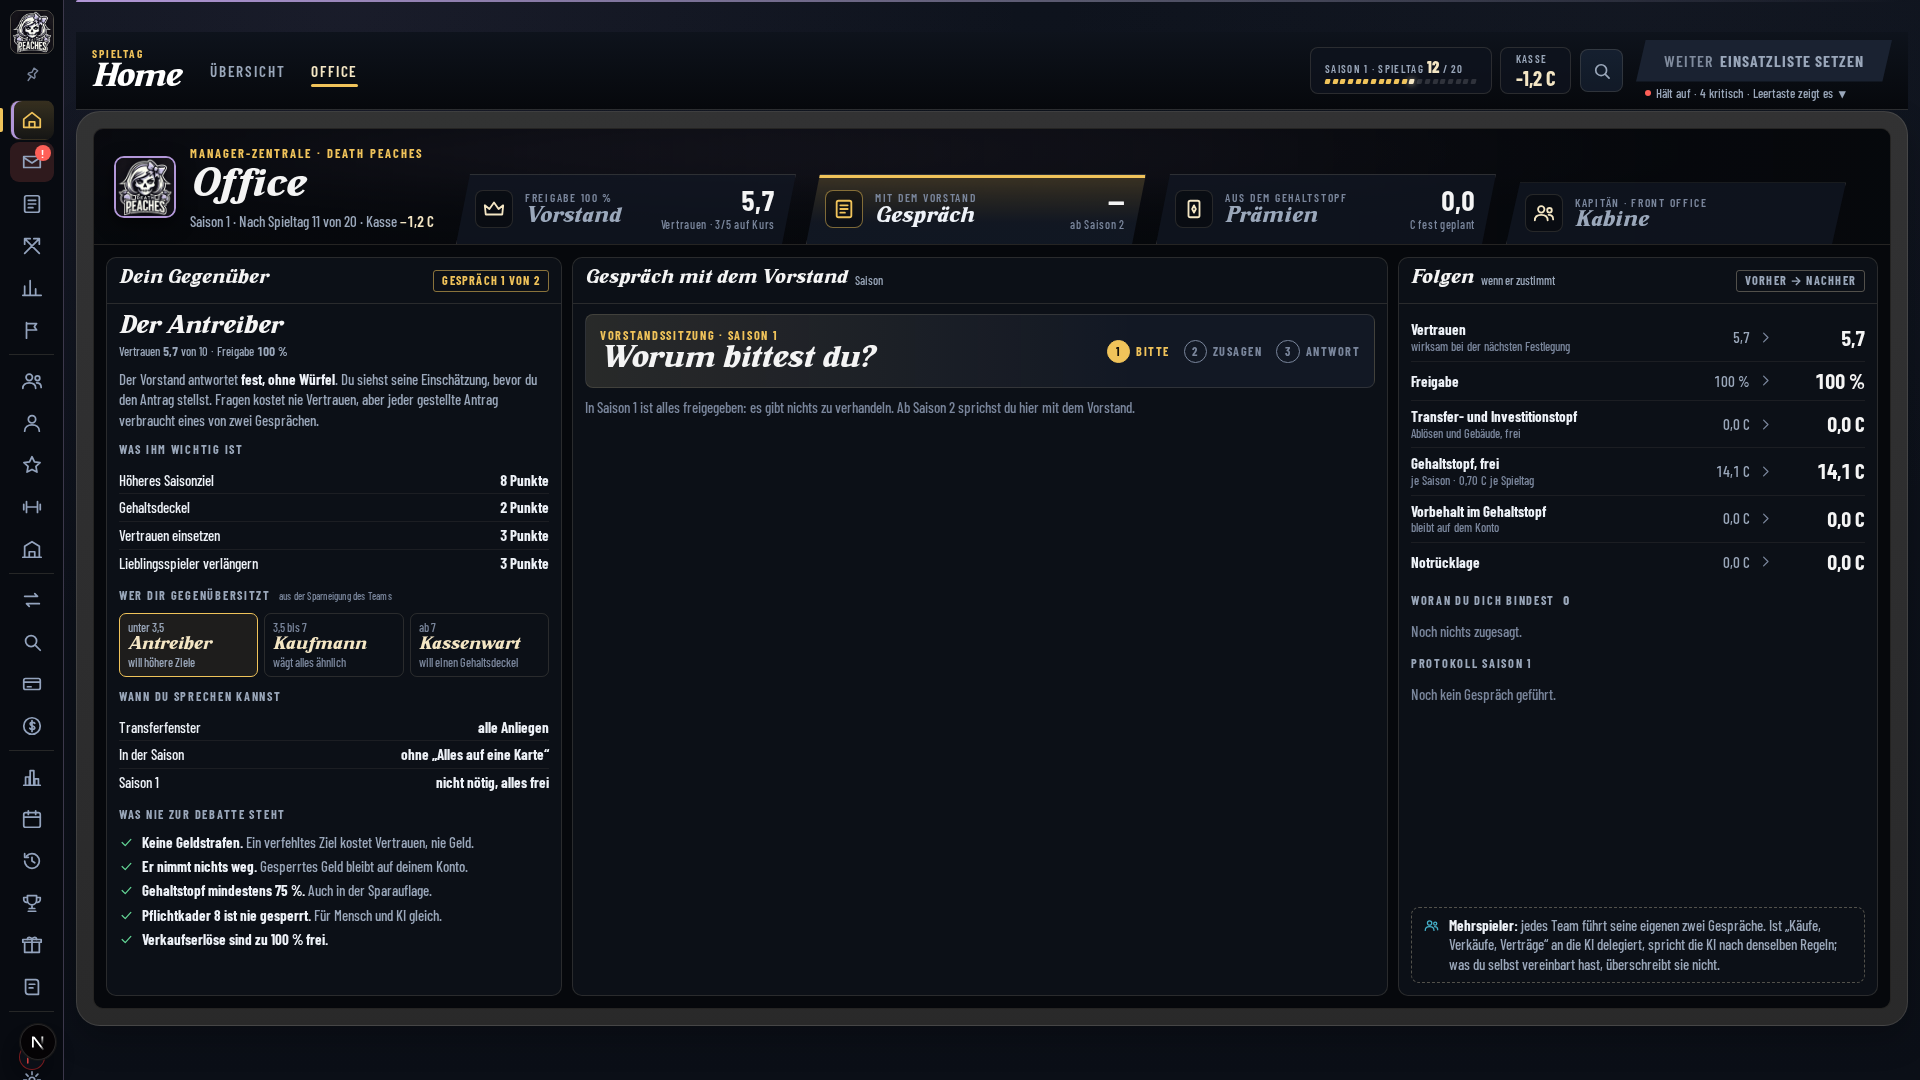 SPIELTAG
Home
ÜBERSICHT
OFFICE
SAISON 1 · SPIELTAG 12 / 20
KASSE
-1,2 C
WEITER EINSATZLISTE SETZEN
Hält auf · 4 kritisch · Leertaste zeigt es ▼
MANAGER-ZENTRALE · DEATH PEACHES
Office
Saison 1 · Nach Spieltag 11 von 20 · Kasse −1,2 C
FREIGABE 100 %
Vorstand
5,7
Vertrauen · 3/5 auf Kurs
MIT DEM VORSTAND
Gespräch
–
ab Saison 2
AUS DEM GEHALTSTOPF
Prämien
0,0
C fest geplant
KAPITÄN · FRONT OFFICE
Kabine
Dein Gegenüber
GESPRÄCH 1 VON 2
Der Antreiber
Vertrauen 5,7 von 10 · Freigabe 100 %
Der Vorstand antwortet fest, ohne Würfel. Du siehst seine Einschätzung, bevor du
den Antrag stellst. Fragen kostet nie Vertrauen, aber jeder gestellte Antrag
verbraucht eines von zwei Gesprächen.
WAS IHM WICHTIG IST
Höheres Saisonziel 8 Punkte
Gehaltsdeckel 2 Punkte
Vertrauen einsetzen 3 Punkte
Lieblingsspieler verlängern 3 Punkte
WER DIR GEGENÜBERSITZT aus der Sparneigung des Teams
unter 3,5
Antreiber
will höhere Ziele
3,5 bis 7
Kaufmann
wägt alles ähnlich
ab 7
Kassenwart
will einen Gehaltsdeckel
WANN DU SPRECHEN KANNST
Transferfenster alle Anliegen
In der Saison ohne „Alles auf eine Karte“
Saison 1 nicht nötig, alles frei
WAS NIE ZUR DEBATTE STEHT
Keine Geldstrafen. Ein verfehltes Ziel kostet Vertrauen, nie Geld.
Er nimmt nichts weg. Gesperrtes Geld bleibt auf deinem Konto.
Gehaltstopf mindestens 75 %. Auch in der Sparauflage.
Pflichtkader 8 ist nie gesperrt. Für Mensch und KI gleich.
Verkaufserlöse sind zu 100 % frei.
Gespräch mit dem Vorstand Saison
VORSTANDSSITZUNG · SAISON 1
Worum bittest du?
1 BITTE 2 ZUSAGEN 3 ANTWORT
In Saison 1 ist alles freigegeben: es gibt nichts zu verhandeln. Ab Saison 2 sprichst du hier mit dem Vorstand.
Folgen wenn er zustimmt
VORHER → NACHHER
Vertrauen 5,7 5,7
wirksam bei der nächsten Festlegung
Freigabe 100 % 100 %
Transfer- und Investitionstopf 0,0 C 0,0 C
Ablösen und Gebäude, frei
Gehaltstopf, frei 14,1 C 14,1 C
je Saison · 0,70 C je Spieltag
Vorbehalt im Gehaltstopf 0,0 C 0,0 C
bleibt auf dem Konto
Notrücklage 0,0 C 0,0 C
WORAN DU DICH BINDEST 0
Noch nichts zugesagt.
PROTOKOLL SAISON 1
Noch kein Gespräch geführt.
Mehrspieler: jedes Team führt seine eigenen zwei Gespräche. Ist „Käufe,
Verkäufe, Verträge“ an die KI delegiert, spricht die KI nach denselben Regeln;
was du selbst vereinbart hast, überschreibt sie nicht.
N